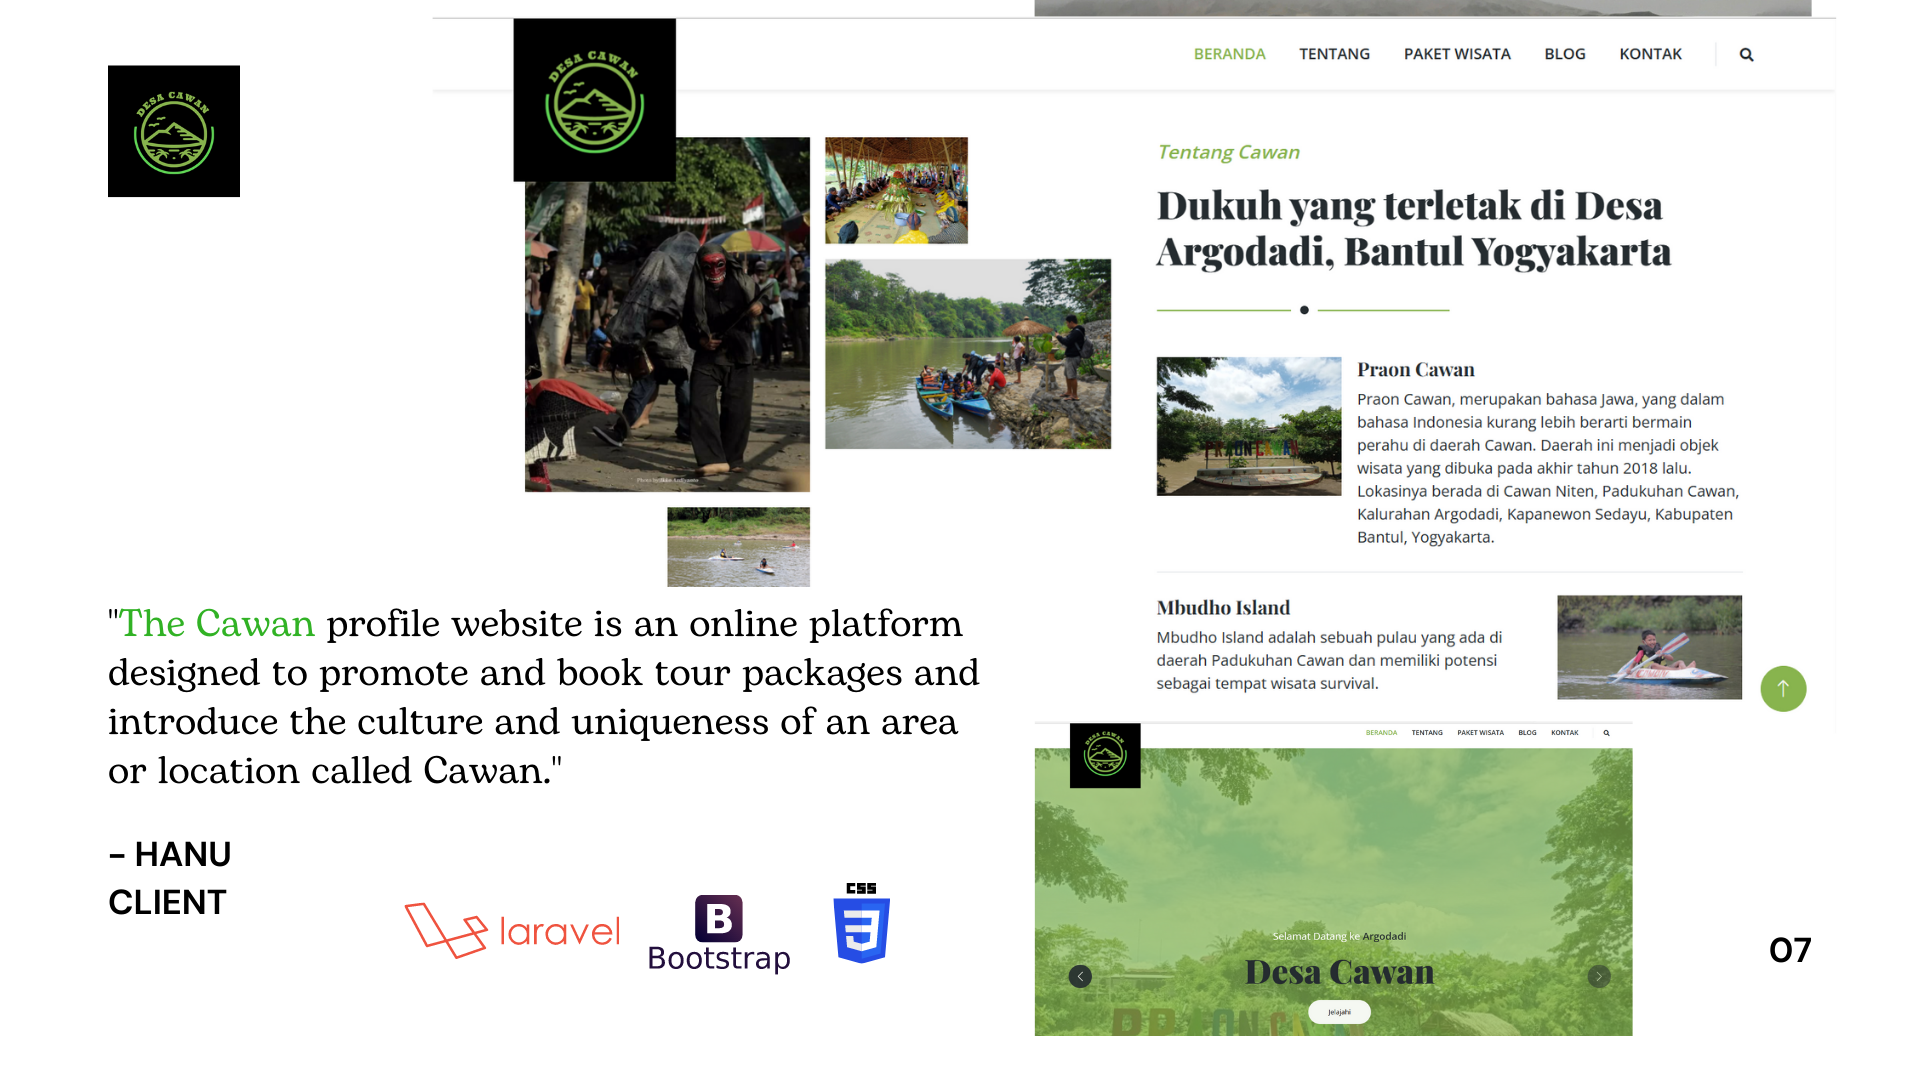 DESA CAWAN
DESA CAWAN
BERANDA TENTANG PAKET WISATA BLOG KONTAK
Tentang Cawan
Dukuh yang terletak di Desa
Argodadi, Bantul Yogyakarta
Praon Cawan
Praon Cawan, merupakan bahasa Jawa, yang dalam
bahasa Indonesia kurang lebih berarti bermain
perahu di daerah Cawan. Daerah ini menjadi objek
wisata yang dibuka pada akhir tahun 2018 lalu.
Lokasinya berada di Cawan Niten, Padukuhan Cawan,
Kalurahan Argodadi, Kapanewon Sedayu, Kabupaten
Bantul, Yogyakarta.
PRAON CAWAN
Mbudho Island
Mbudho Island adalah sebuah pulau yang ada di
daerah Padukuhan Cawan dan memiliki potensi
sebagai tempat wisata survival.
"The Cawan profile website is an online platform
designed to promote and book tour packages and
introduce the culture and uniqueness of an area
or location called Cawan."
– HANU
CLIENT
laravel
B
Bootstrap
CSS
3
DESA CAWAN
BERANDA TENTANG PAKET WISATA BLOG KONTAK
Selamat Datang ke Argodadi
Desa Cawan
Jelajahi
PRAON CAWAN
07